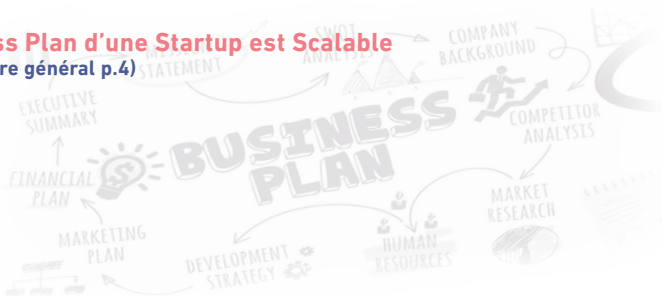 ss Plan d'une Startup est Scalable
re général p.4)
SWOT
ANALYSIS
COMPANY
BACKGROUND
MISSION
STATEMENT
EXECUTIVE
SUMMARY
COMPETITOR
ANALYSIS
BUSINESS
PLAN
FINANCIAL
PLAN
MARKET
RESEARCH
MARKETING
PLAN
HUMAN
RESOURCES
DEVELOPMENT
STRATEGY